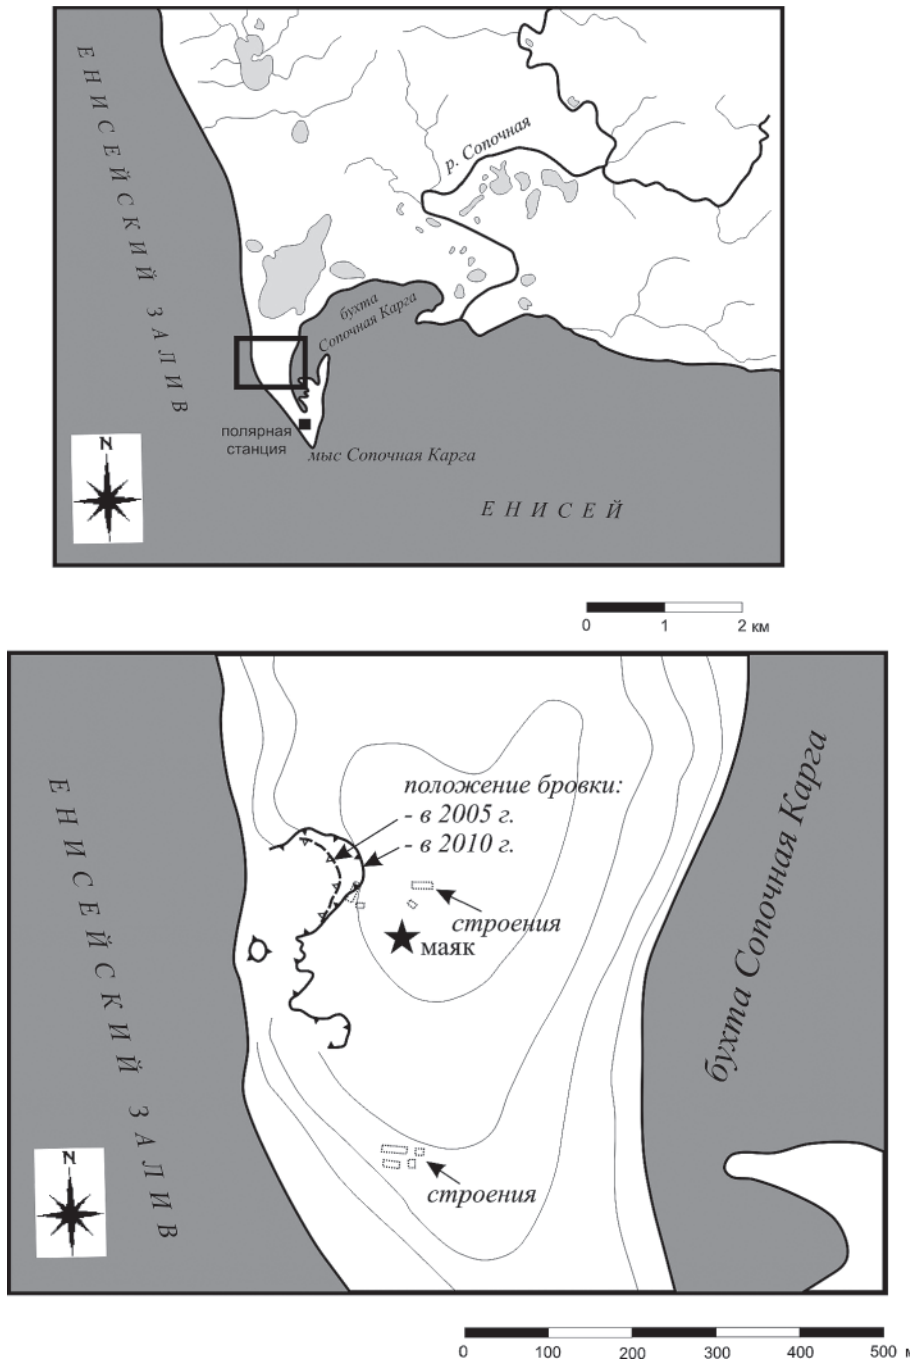 ЕНИСЕЙСКИЙ ЗАЛИВ
р. Сопочная
бухта
Сопочная Карга
полярная
станция
мыс Сопочная Карга
N
ЕНИСЕЙ
0 1 2 км
ЕНИСЕЙСКИЙ ЗАЛИВ
положение бровки:
- в 2005 г.
- в 2010 г.
строения
маяк
бухта Сопочная Карга
N
строения
0 100 200 300 400 500 м